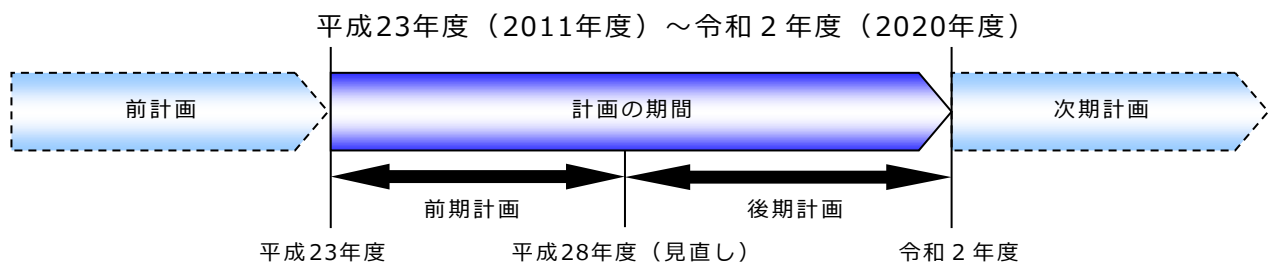 平成23年度（2011年度）～令和２年度（2020年度）
前計画
計画の期間
次期計画
前期計画
後期計画
平成23年度
平成28年度（見直し）
令和２年度